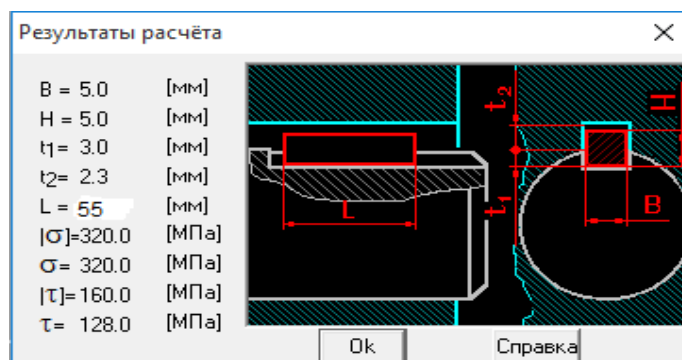 Результаты расчёта
B = 5.0 [мм]
H = 5.0 [мм]
t1= 3.0 [мм]
t2= 2.3 [мм]
L = 55 [мм]
|σ|=320.0 [МПа]
σ= 320.0 [МПа]
|τ]=160.0 [МПа]
τ= 128.0 [МПа]
L
t2
t1
H
B
Ok
Справка